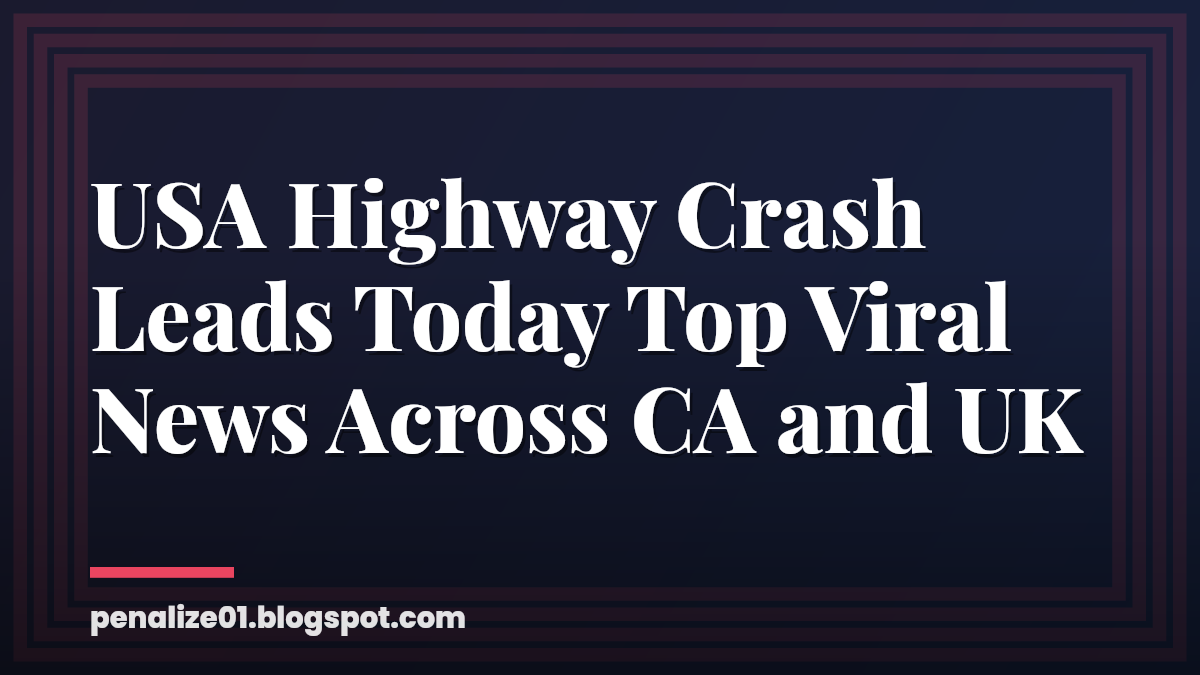 USA Highway Crash
Leads Today Top Viral
News Across CA and UK
penalize01.blogspot.com